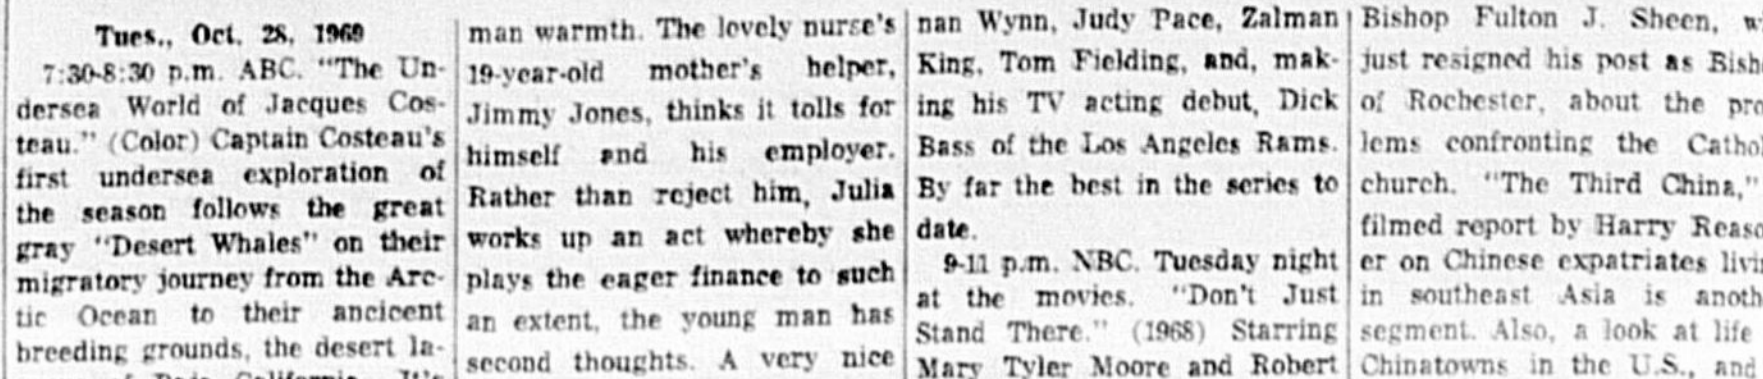 Tues., Oct. 28, 1969
7:30-8:30 p.m. ABC. "The Un-
dersea World of Jacques Cos-
teau." (Color) Captain Costeau's
first undersea exploration of
the season follows the great
gray "Desert Whales" on their
migratory journey from the Arc-
tic Ocean to their ancicent
breeding grounds, the desert la-
California. It's
man warmth. The lovely nurse's
19-year-old mother's helper,
Jimmy Jones, thinks it tolls for
himself and his employer.
Rather than reject him, Julia
works up an act whereby she
plays the eager finance to such
an extent, the young man has
second thoughts. A very nice
nan Wynn, Judy Pace, Zalman
King, Tom Fielding, and, mak-
ing his TV acting debut, Dick
Bass of the Los Angeles Rams.
By far the best in the series to
date.
9-11 p.m. NBC. Tuesday night
at the movies. "Don't Just
Stand There." (1968) Starring
Mary Tyler Moore and Robert
Bishop Fulton J. Sheen, w
just resigned his post as Bish
of Rochester, about the pro
lems confronting the Cathol
church. "The Third China,"
filmed report by Harry Reaso
er on Chinese expatriates livi
in southeast Asia is anoth
segment. Also, a look at life
Chinatowns in the U.S., and